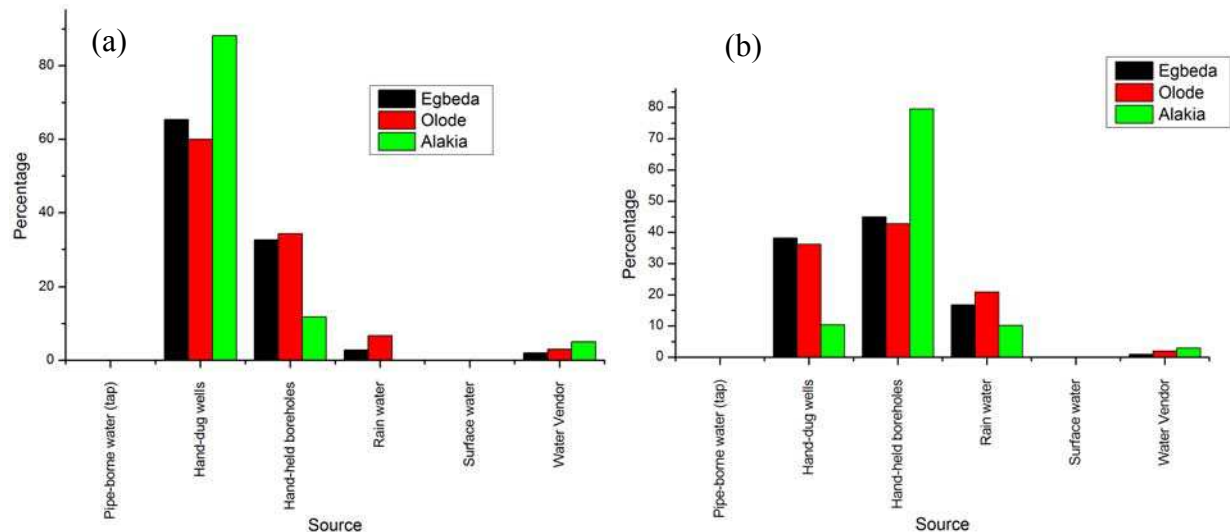 (a)
Egbeda
Olode
Alakia
Percentage
80
60
40
20
0
Pipe-borne water (tap)
Hand-dug wells
Hand-held boreholes
Rain water
Surface water
Water Vendor
Source
(b)
Egbeda
Olode
Alakia
Percentage
80
70
60
50
40
30
20
10
0
Pipe-borne water (tap)
Hand-dug wells
Hand-held boreholes
Rain water
Surface water
Water Vendor
Source